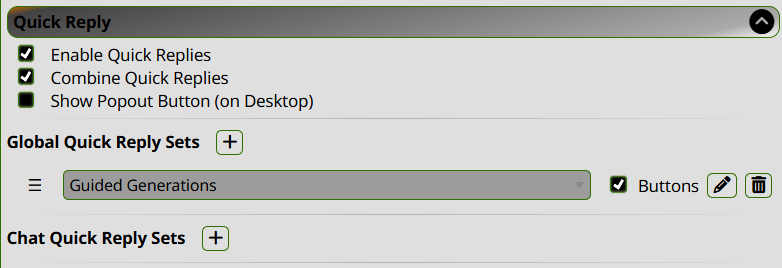 Quick Reply
Enable Quick Replies
Combine Quick Replies
Show Popout Button (on Desktop)
Global Quick Reply Sets
Guided Generations Buttons
Chat Quick Reply Sets